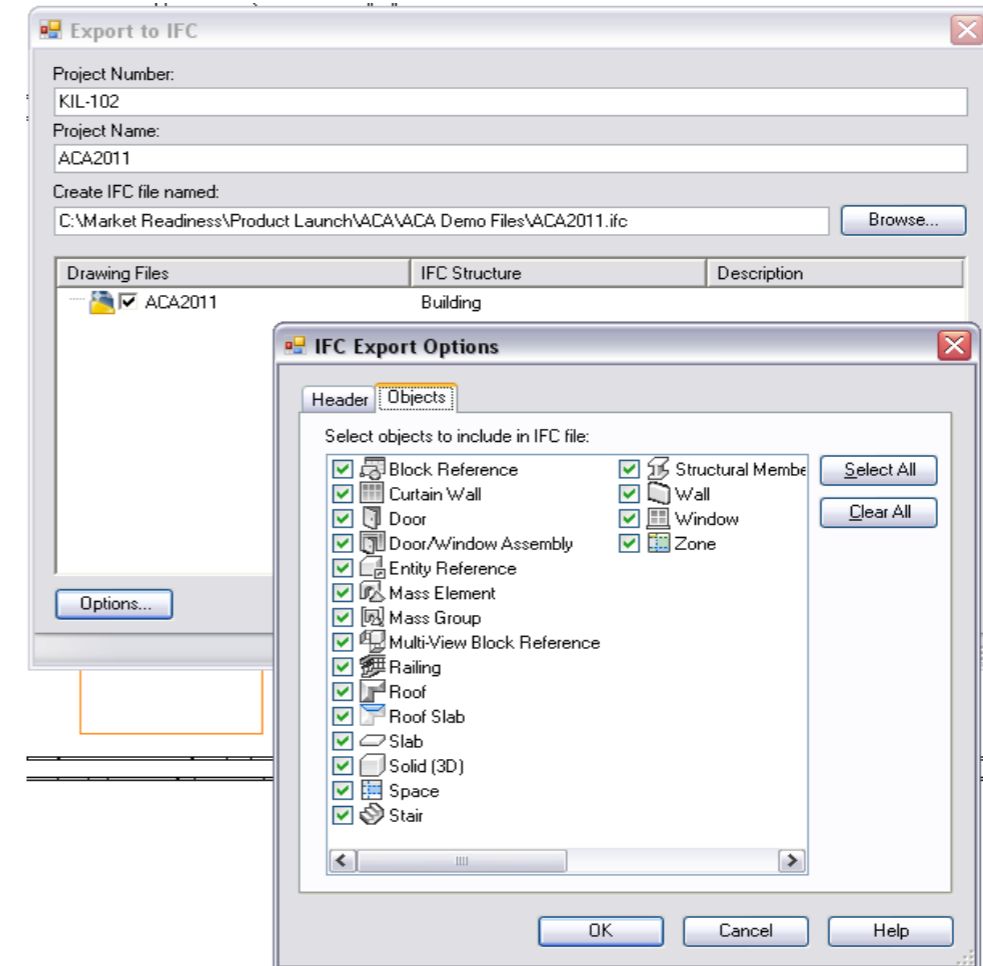 Export to IFC
Project Number:
KIL-102
Project Name:
ACA2011
Create IFC file named:
C:\Market Readiness\Product Launch\ACA\ACA Demo Files\ACA2011.ifc
Browse...
Drawing Files IFC Structure Description
ACA2011 Building
IFC Export Options
Header Objects
Select objects to include in IFC file:
Block Reference
Curtain Wall
Door
Door/Window Assembly
Entity Reference
Mass Element
Mass Group
Multi-View Block Reference
Railing
Roof
Roof Slab
Slab
Solid (3D)
Space
Stair
Structural Membe
Wall
Window
Zone
Select All
Clear All
Options...
OK Cancel Help